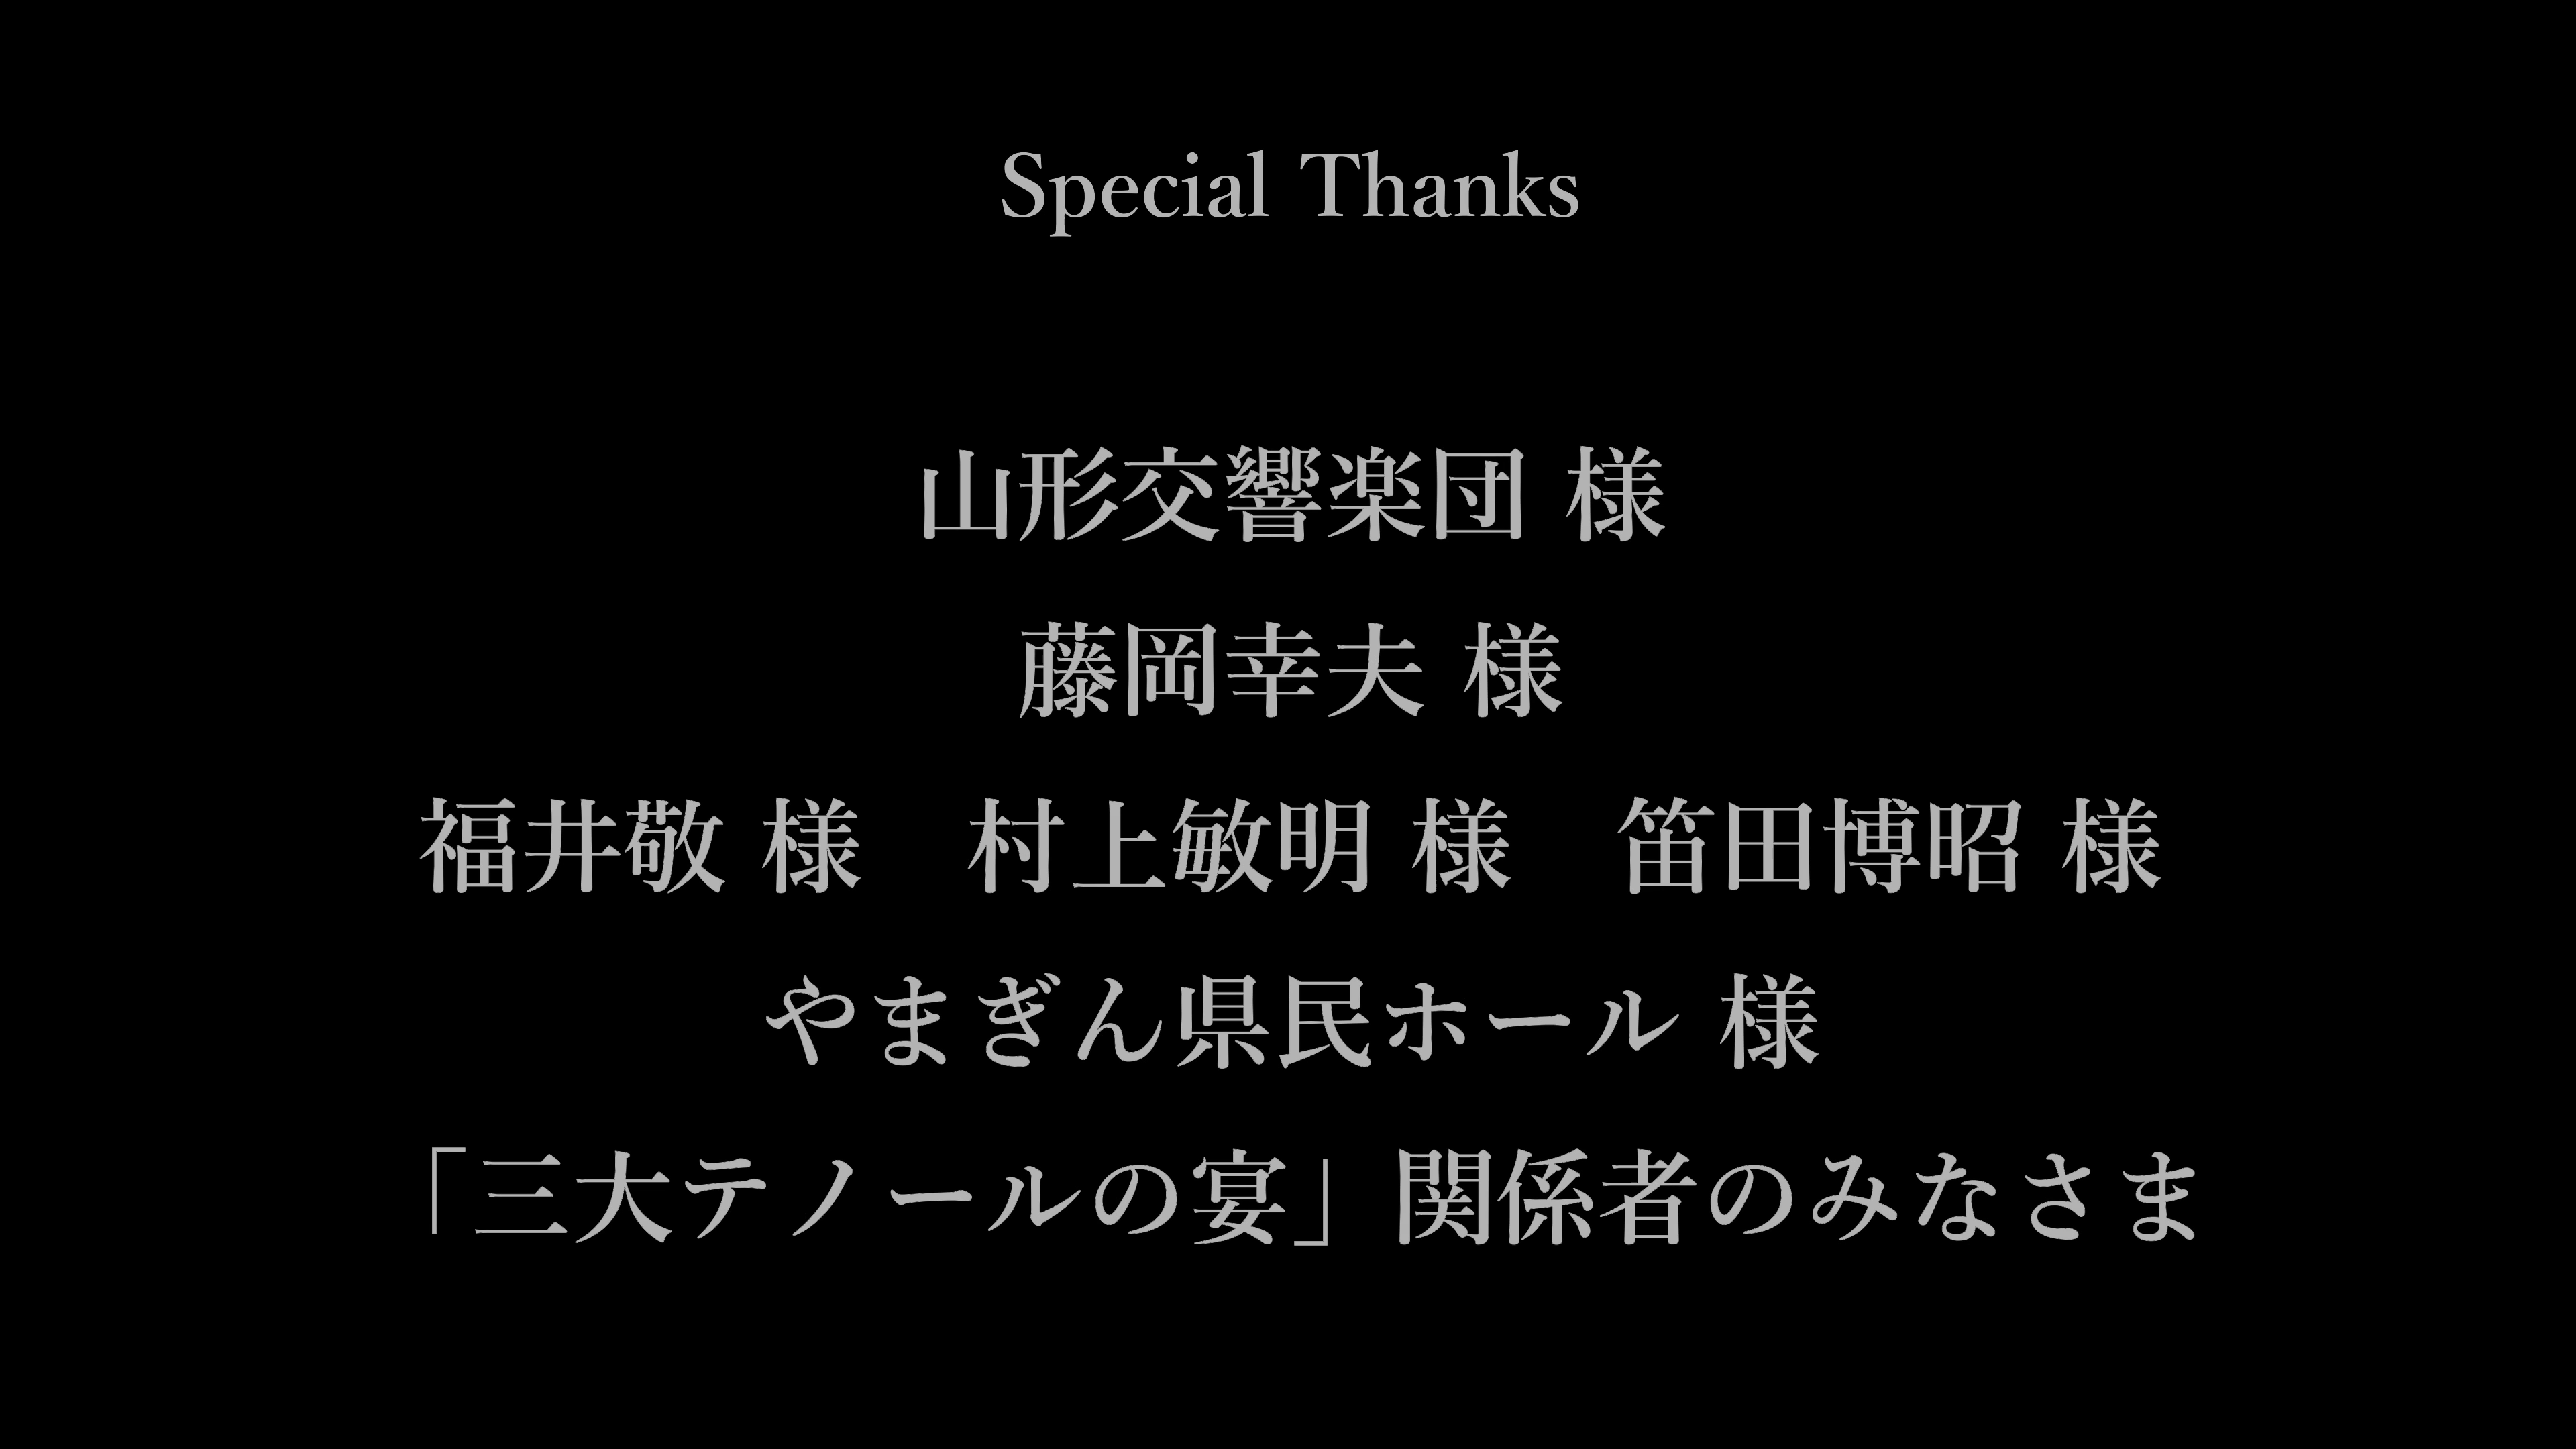 Special Thanks
山形交響楽団 様
藤岡幸夫 様
福井敬 様　村上敏明 様　笛田博昭 様
やまぎん県民ホール 様
「三大テノールの宴」関係者のみなさま